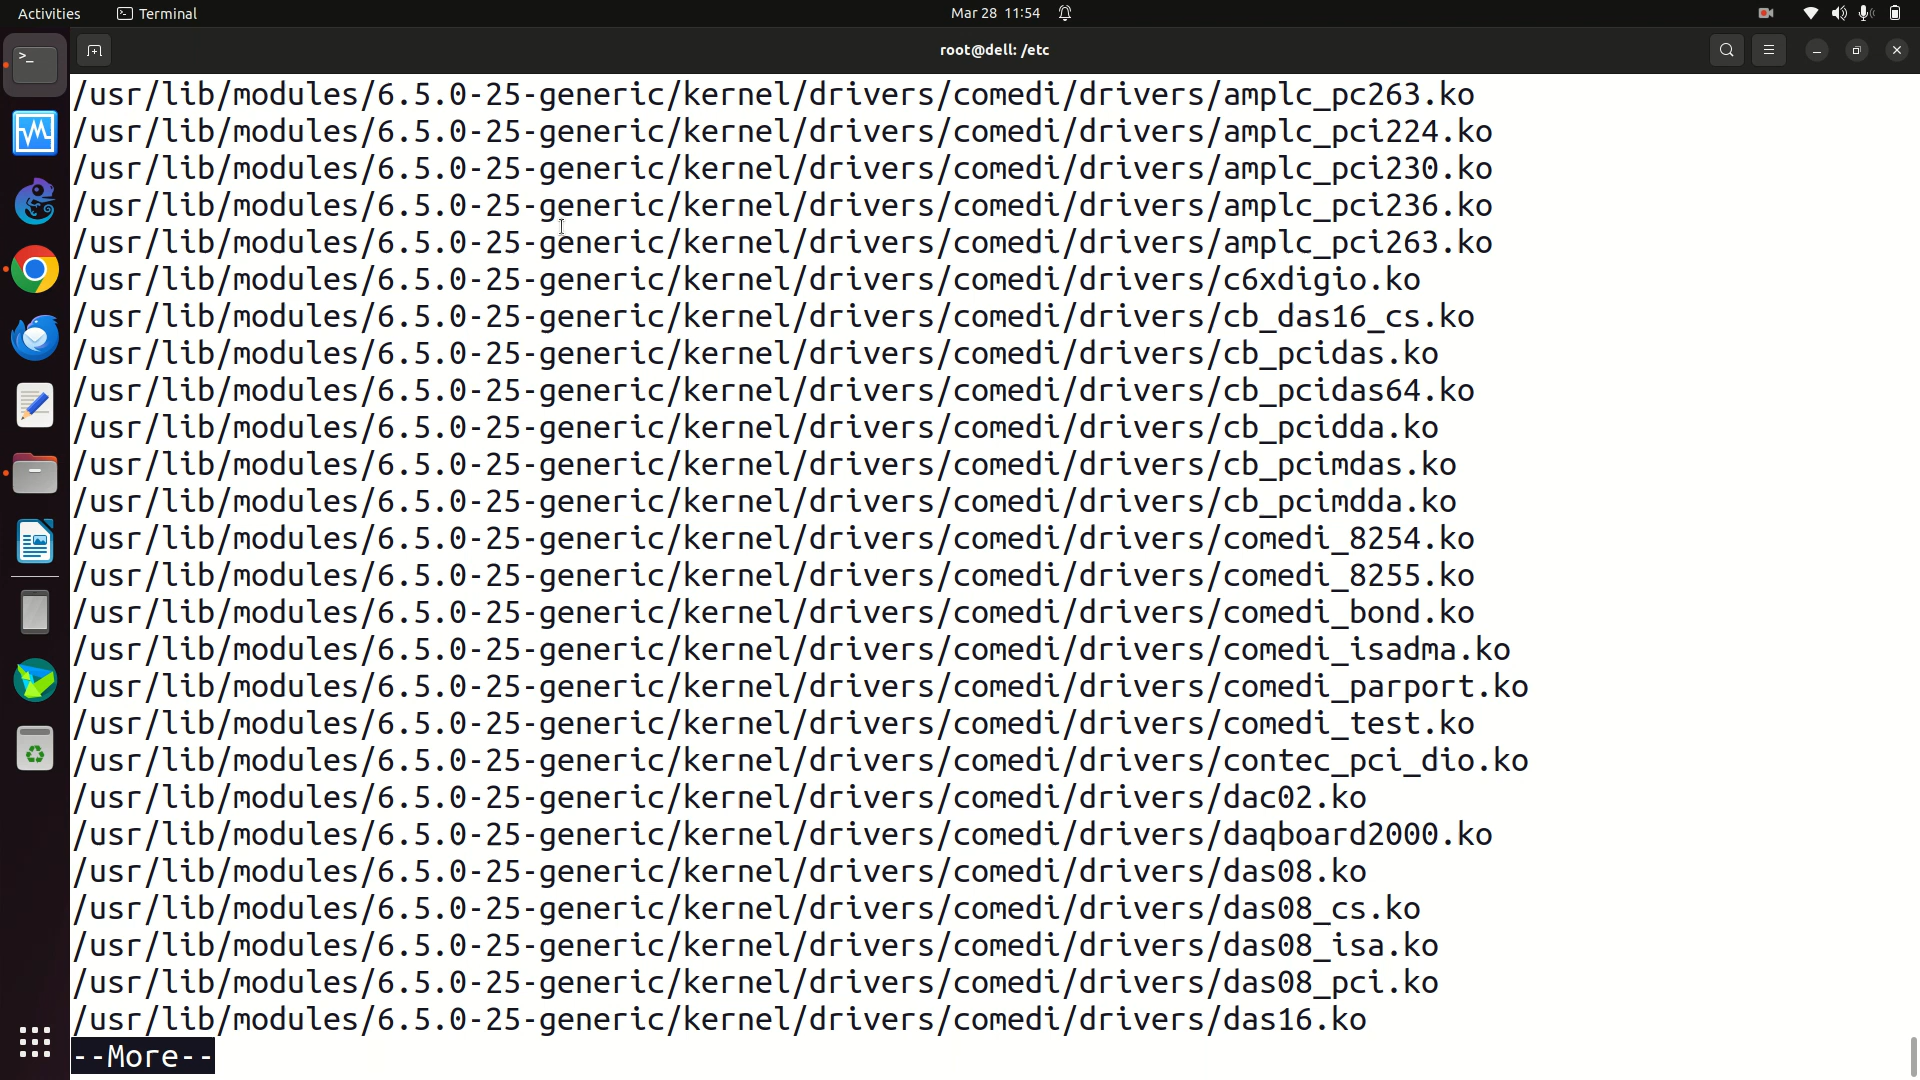 Activities
Terminal
Mar 28 11:54
root@dell: /etc
/usr/lib/modules/6.5.0-25-generic/kernel/drivers/comedi/drivers/amplc_pc263.ko
/usr/lib/modules/6.5.0-25-generic/kernel/drivers/comedi/drivers/amplc_pci224.ko
/usr/lib/modules/6.5.0-25-generic/kernel/drivers/comedi/drivers/amplc_pci230.ko
/usr/lib/modules/6.5.0-25-generic/kernel/drivers/comedi/drivers/amplc_pci236.ko
/usr/lib/modules/6.5.0-25-generic/kernel/drivers/comedi/drivers/amplc_pci263.ko
/usr/lib/modules/6.5.0-25-generic/kernel/drivers/comedi/drivers/c6xdigio.ko
/usr/lib/modules/6.5.0-25-generic/kernel/drivers/comedi/drivers/cb_das16_cs.ko
/usr/lib/modules/6.5.0-25-generic/kernel/drivers/comedi/drivers/cb_pcidas.ko
/usr/lib/modules/6.5.0-25-generic/kernel/drivers/comedi/drivers/cb_pcidas64.ko
/usr/lib/modules/6.5.0-25-generic/kernel/drivers/comedi/drivers/cb_pcidda.ko
/usr/lib/modules/6.5.0-25-generic/kernel/drivers/comedi/drivers/cb_pcimdas.ko
/usr/lib/modules/6.5.0-25-generic/kernel/drivers/comedi/drivers/cb_pcimdda.ko
/usr/lib/modules/6.5.0-25-generic/kernel/drivers/comedi/drivers/comedi_8254.ko
/usr/lib/modules/6.5.0-25-generic/kernel/drivers/comedi/drivers/comedi_8255.ko
/usr/lib/modules/6.5.0-25-generic/kernel/drivers/comedi/drivers/comedi_bond.ko
/usr/lib/modules/6.5.0-25-generic/kernel/drivers/comedi/drivers/comedi_isadma.ko
/usr/lib/modules/6.5.0-25-generic/kernel/drivers/comedi/drivers/comedi_parport.ko
/usr/lib/modules/6.5.0-25-generic/kernel/drivers/comedi/drivers/comedi_test.ko
/usr/lib/modules/6.5.0-25-generic/kernel/drivers/comedi/drivers/contec_pci_dio.ko
/usr/lib/modules/6.5.0-25-generic/kernel/drivers/comedi/drivers/dac02.ko
/usr/lib/modules/6.5.0-25-generic/kernel/drivers/comedi/drivers/daqboard2000.ko
/usr/lib/modules/6.5.0-25-generic/kernel/drivers/comedi/drivers/das08.ko
/usr/lib/modules/6.5.0-25-generic/kernel/drivers/comedi/drivers/das08_cs.ko
/usr/lib/modules/6.5.0-25-generic/kernel/drivers/comedi/drivers/das08_isa.ko
/usr/lib/modules/6.5.0-25-generic/kernel/drivers/comedi/drivers/das08_pci.ko
/usr/lib/modules/6.5.0-25-generic/kernel/drivers/comedi/drivers/das16.ko
--More--